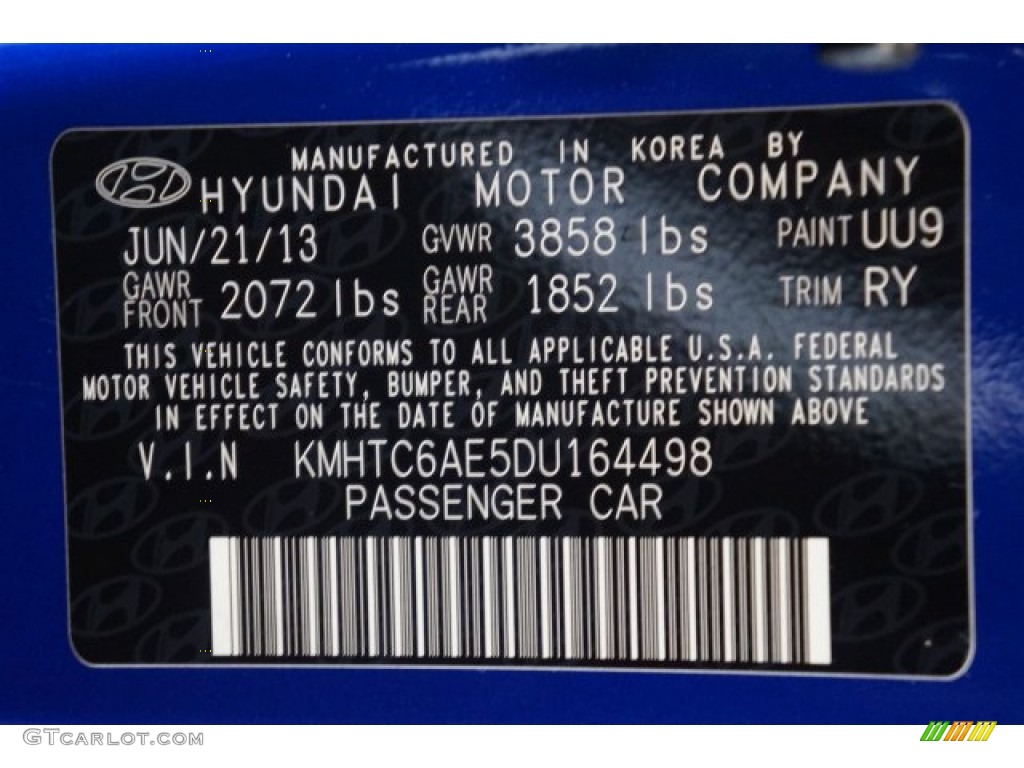 MANUFACTURED IN KOREA BY
HYUNDAI MOTOR COMPANY
JUN/21/13 GVWR 3858 lbs PAINT UU9
GAWR FRONT 2072 lbs GAWR REAR 1852 lbs TRIM RY
THIS VEHICLE CONFORMS TO ALL APPLICABLE U.S.A. FEDERAL
MOTOR VEHICLE SAFETY, BUMPER, AND THEFT PREVENTION STANDARDS
IN EFFECT ON THE DATE OF MANUFACTURE SHOWN ABOVE
V.I.N KMHTC6AE5DU164498
PASSENGER CAR
GTCARLOT.COM